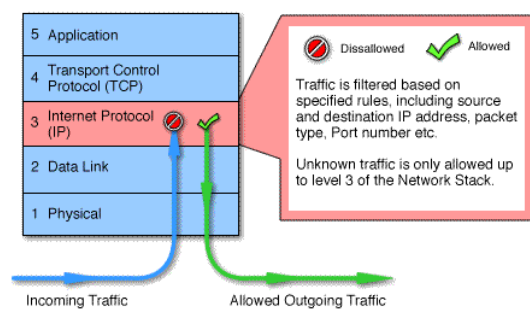 5 Application
4 Transport Control
Protocol (TCP)
3 Internet Protocol
(IP)
2 Data Link
1 Physical
Incoming Traffic
Allowed Outgoing Traffic
Dissallowed
Allowed
Traffic is filtered based on
specified rules, including source
and destination IP address, packet
type, Port number etc.
Unknown traffic is only allowed up
to level 3 of the Network Stack.